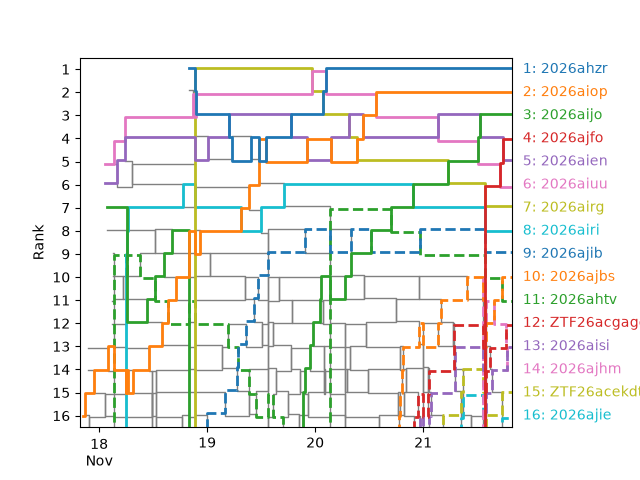 Rank
1
2
3
4
5
6
7
8
9
10
11
12
13
14
15
16
18
19
20
21
Nov
1: 2026ahzr
2: 2026aiop
3: 2026aijo
4: 2026ajfo
5: 2026aien
6: 2026aiuu
7: 2026airg
8: 2026airi
9: 2026ajib
10: 2026ajbs
11: 2026ahtv
12: ZTF26acgag
13: 2026aisi
14: 2026ajhm
15: ZTF26acekd
16: 2026ajie